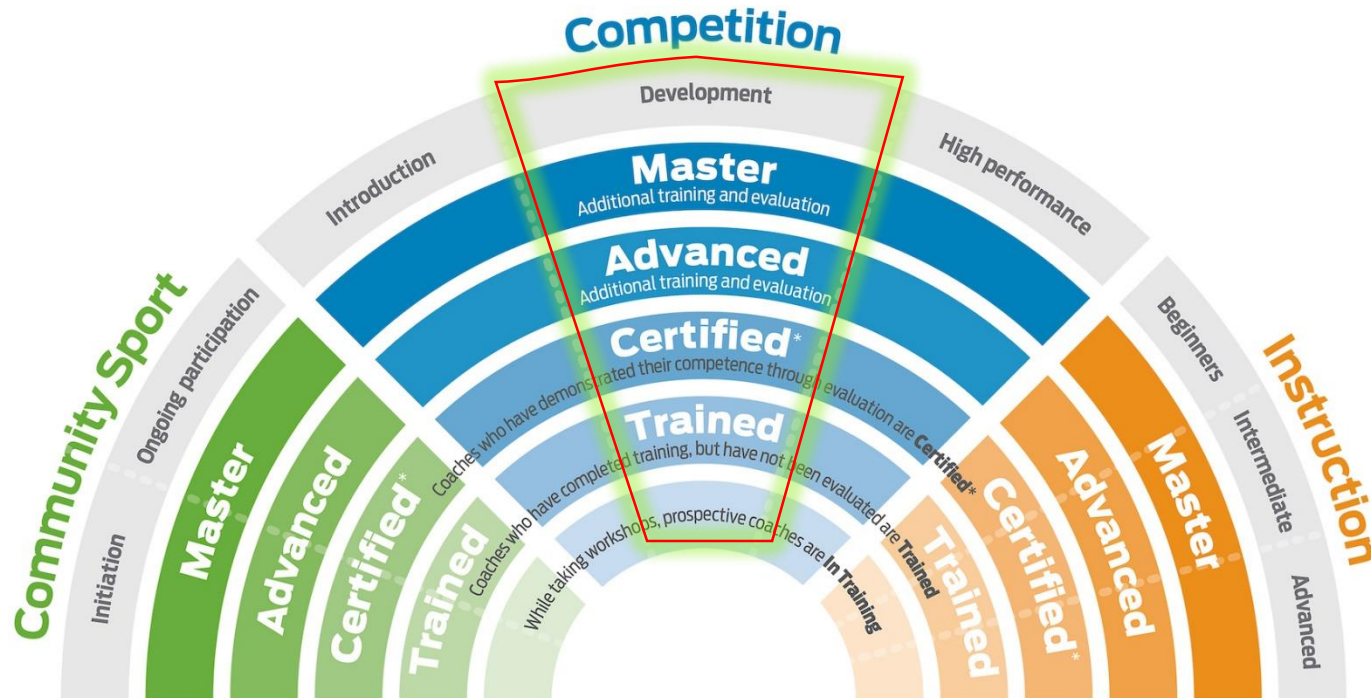 Competition
Development
Introduction
High performance
Master
Additional training and evaluation
Advanced
Additional training and evaluation
Certified*
Coaches who have demonstrated their competence through evaluation are Certified*
Trained
Coaches who have completed training, but have not been evaluated are Trained
While taking workshops, prospective coaches are In Training
Community Sport
Ongoing participation
Initiation
Master
Advanced
Certified*
Trained
Instruction
Beginners
Intermediate
Advanced
Master
Advanced
Certified*
Trained